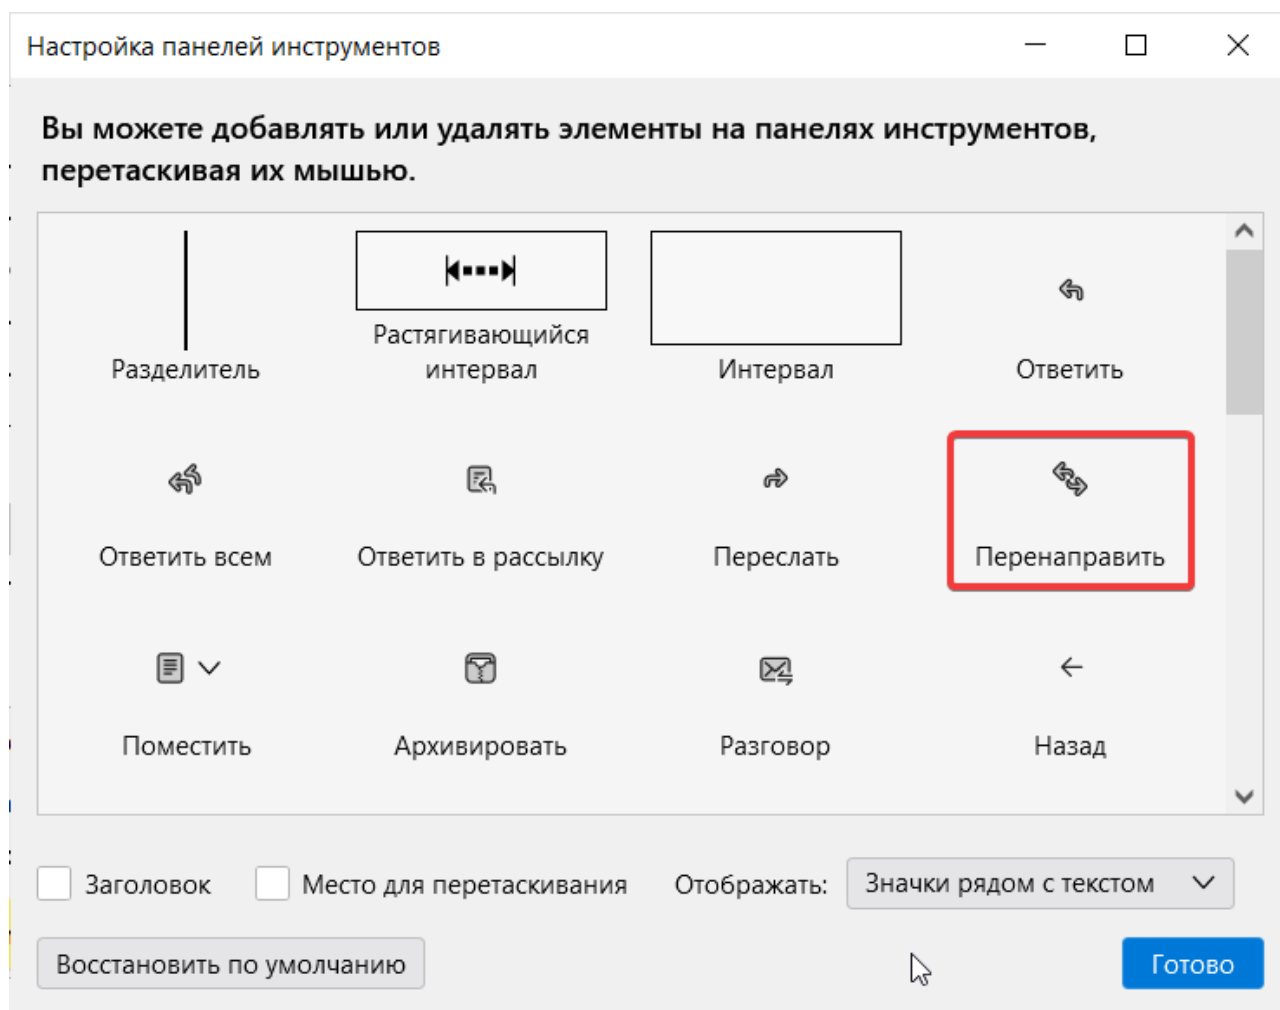 Настройка панелей инструментов
Вы можете добавлять или удалять элементы на панелях инструментов,
перетаскивая их мышью.
Разделитель
Растягивающийся
интервал
Интервал
Ответить
Ответить всем
Ответить в рассылку
Переслать
Перенаправить
Поместить
Архивировать
Разговор
Назад
Заголовок
Место для перетаскивания
Отображать:
Значки рядом с текстом
Восстановить по умолчанию
Готово